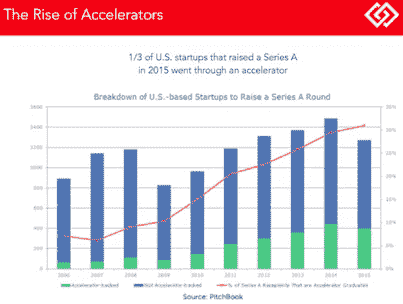 The Rise of Accelerators
1/3 of U.S. startups that raised a Series A
in 2015 went through an accelerator
Breakdown of U.S.-based Startups to Raise a Series A Round
1600
1400
1200
1000
800
600
400
200
0
35%
30%
25%
20%
15%
10%
5%
0%
2006 2007 2008 2009 2010 2011 2012 2013 2014 2015
Accelerator-backed
% of Series A Recipients That are Accelerator Graduates
Source: PitchBook